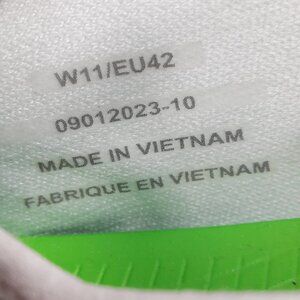 W11/EU42
09012023-10
MADE IN VIETNAM
FABRIQUE EN VIETNAM